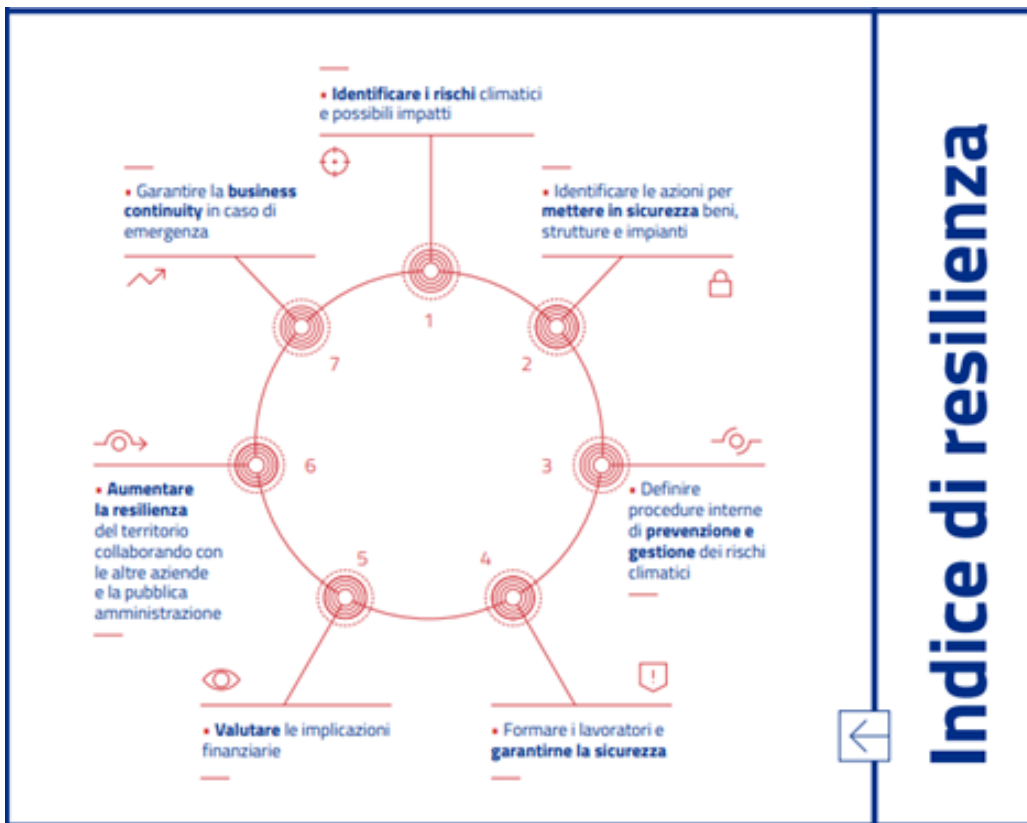 Indice di resilienza
• Identificare i rischi climatici
e possibili impatti
1
• Identificare le azioni per
mettere in sicurezza beni,
strutture e impianti
2
• Definire
procedure interne
di prevenzione e
gestione dei rischi
climatici
3
• Formare i lavoratori e
garantirne la sicurezza
4
• Valutare le implicazioni
finanziarie
5
• Aumentare
la resilienza
del territorio
collaborando con
le altre aziende
e la pubblica
amministrazione
6
• Garantire la business
continuity in caso di
emergenza
7